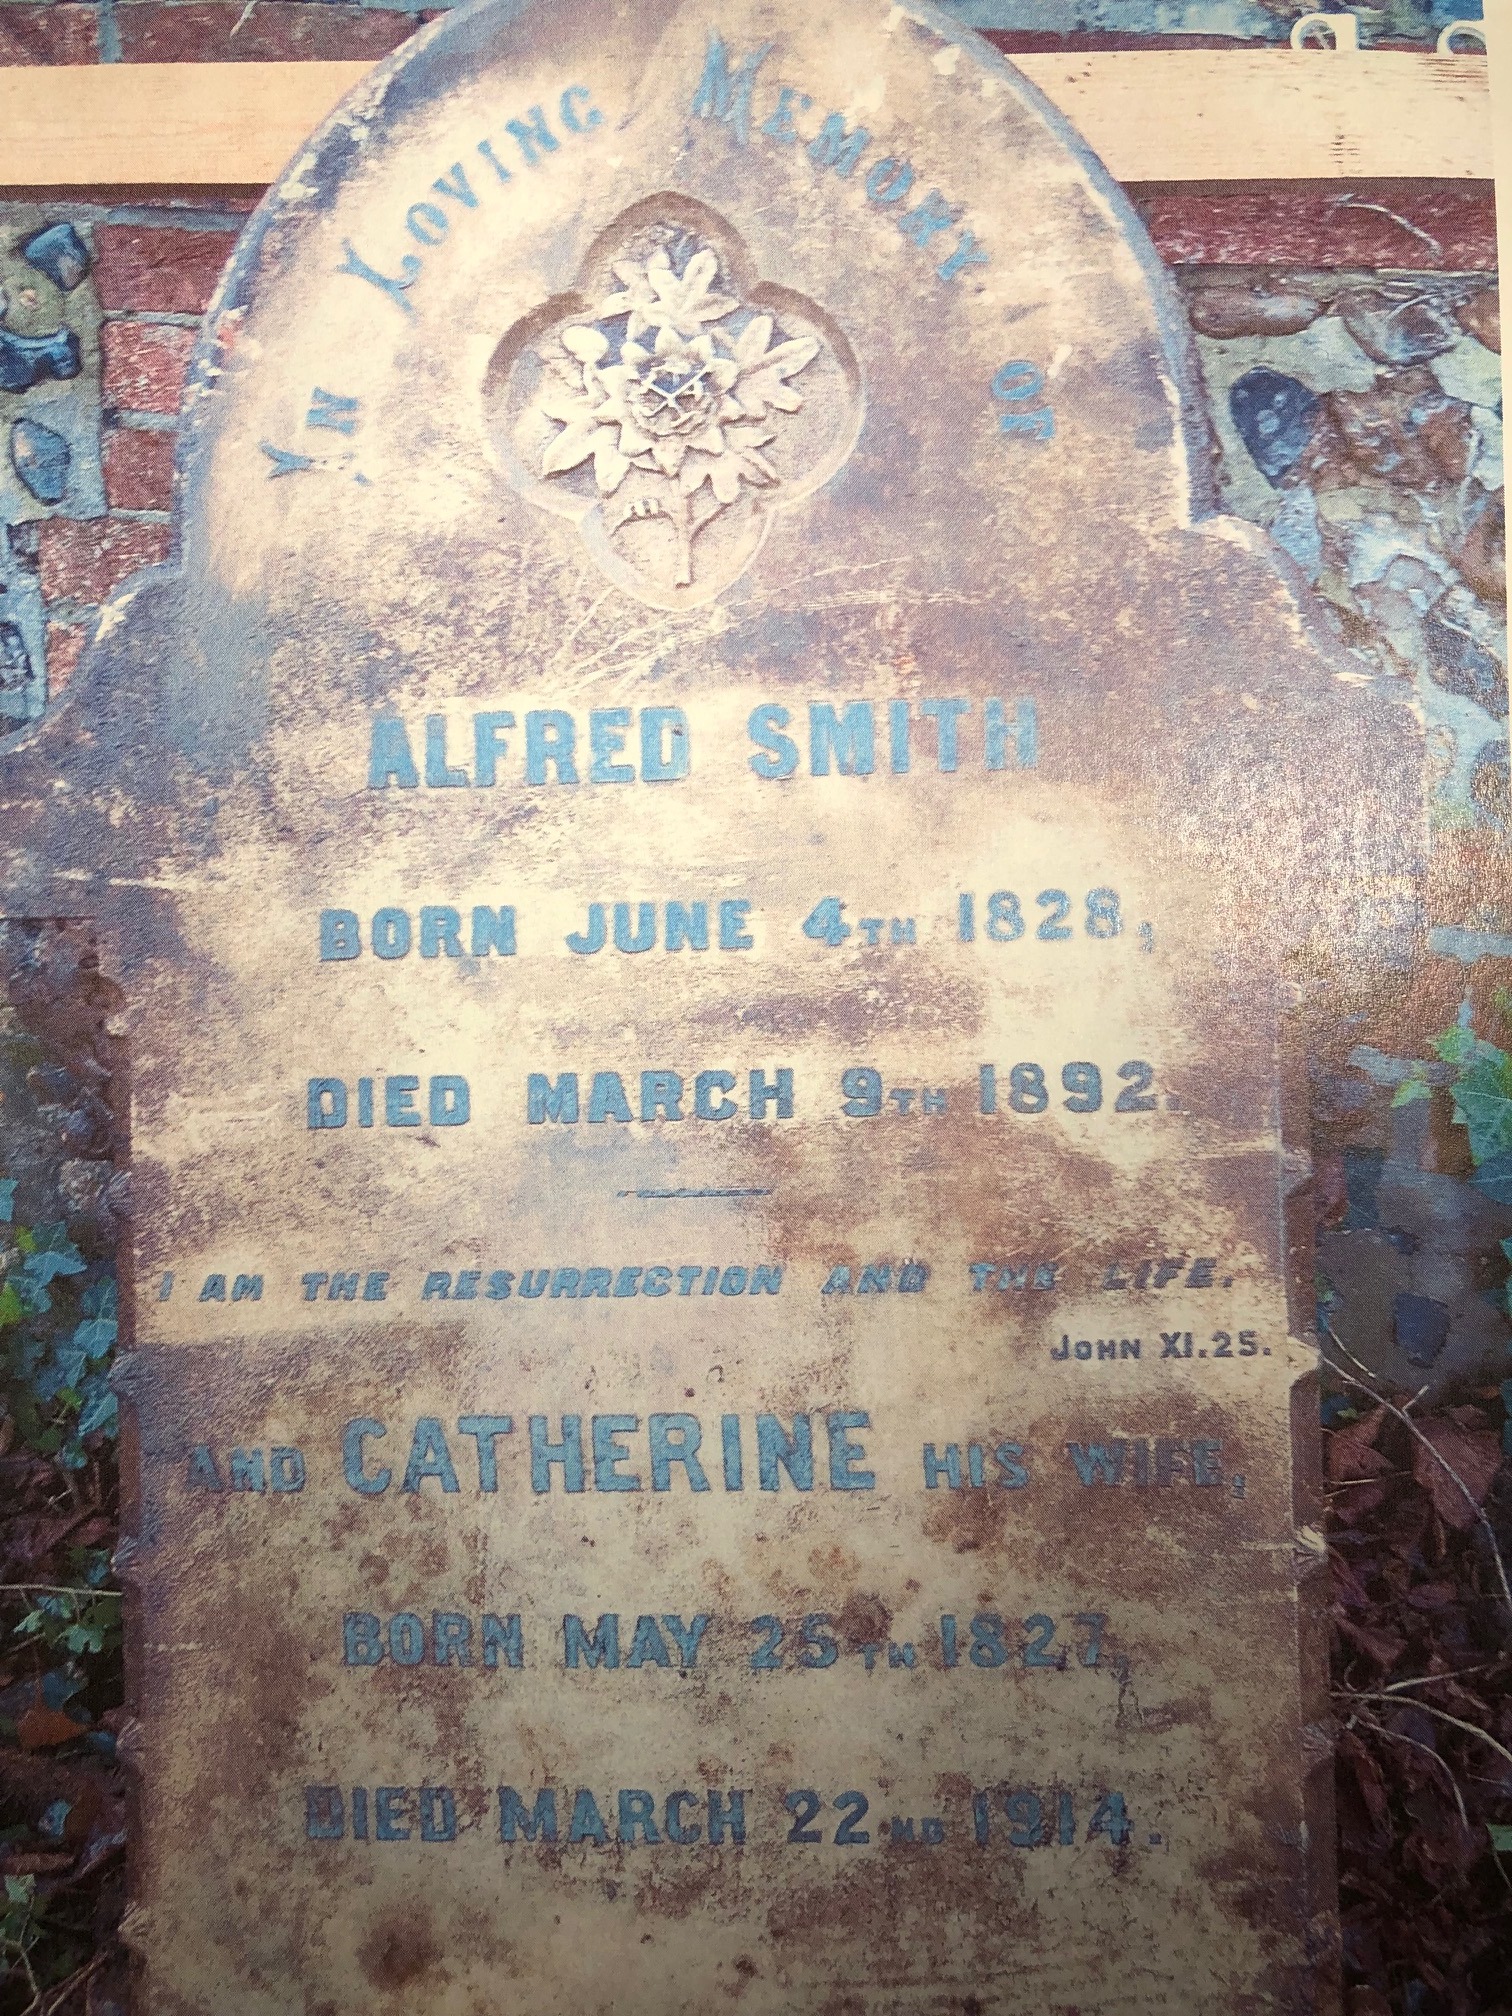 In Loving Memory of
ALFRED SMITH
BORN JUNE 4TH 1828,
DIED MARCH 9TH 1892.
I AM THE RESURRECTION AND THE LIFE.
JOHN XI.25.
AND CATHERINE HIS WIFE,
BORN MAY 25TH 1827,
DIED MARCH 22ND 1914.